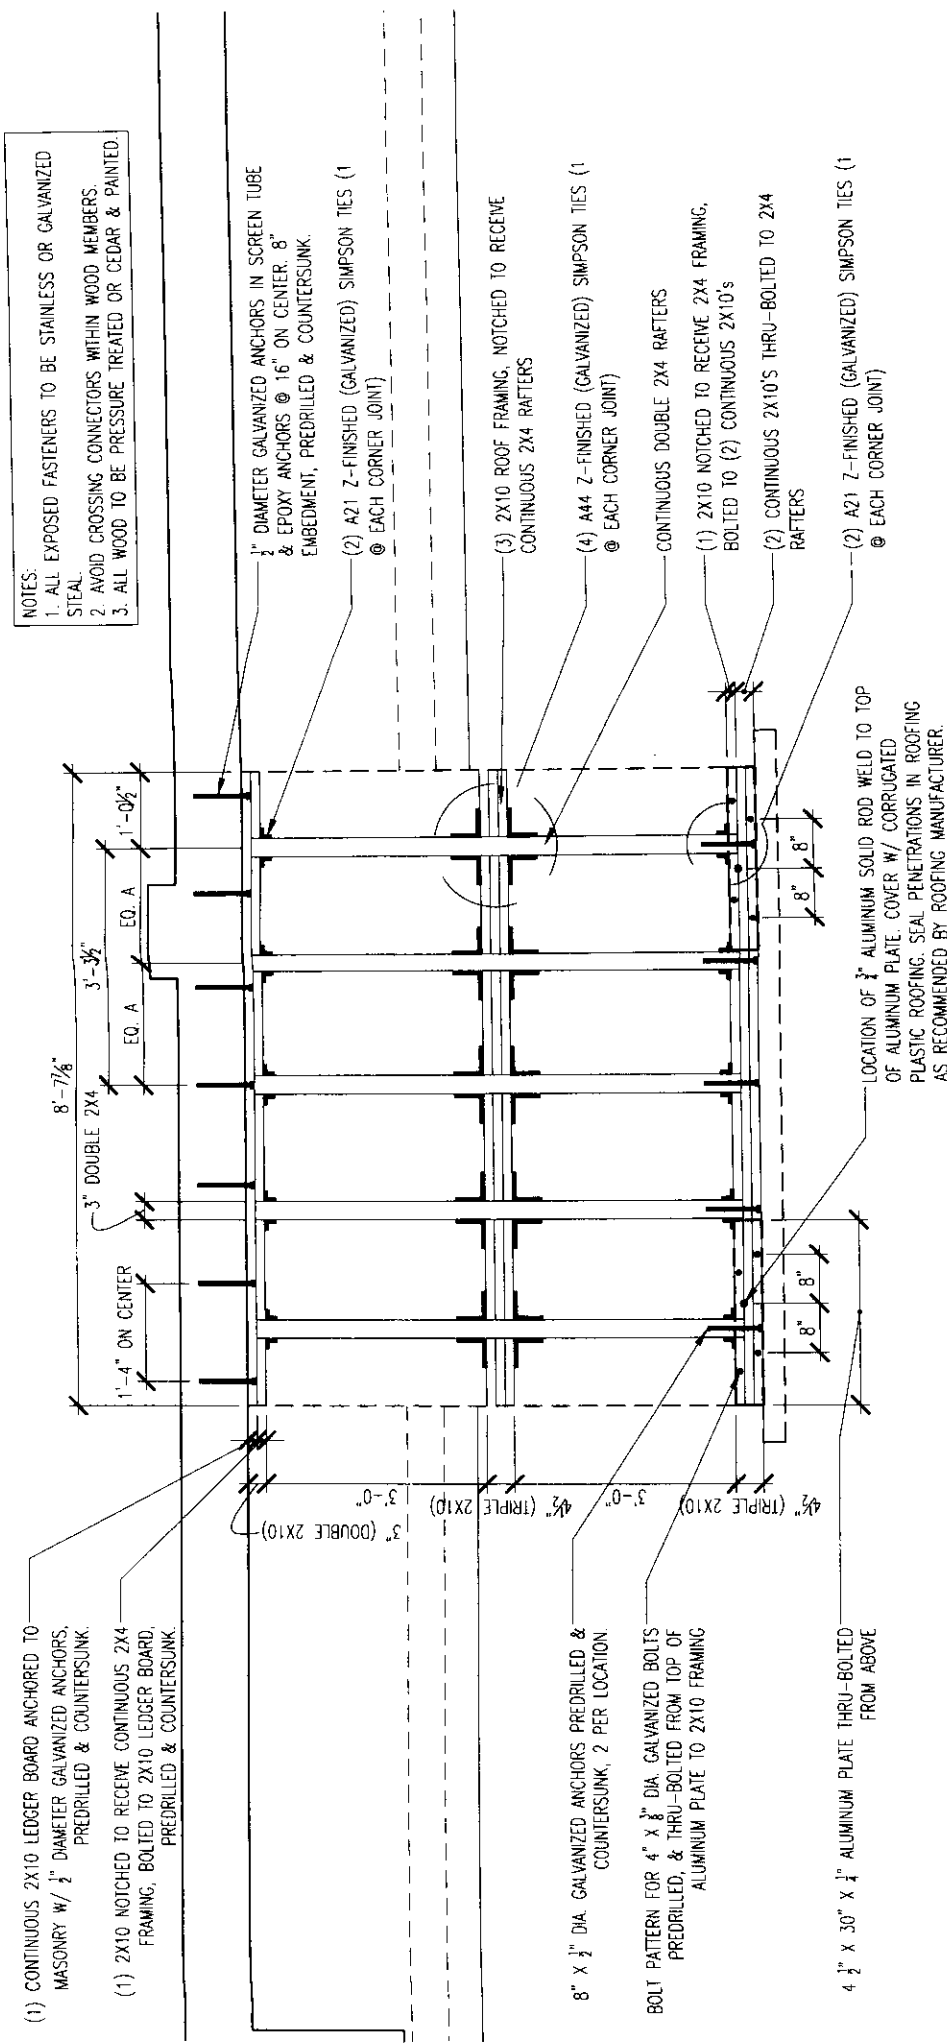 NOTES:
1. ALL EXPOSED FASTENERS TO BE STAINLESS OR GALVANIZED
STEAL.
2. AVOID CROSSING CONNECTORS WITHIN WOOD MEMBERS.
3. ALL WOOD TO BE PRESSURE TREATED OR CEDAR & PAINTED.
(1) CONTINUOUS 2X10 LEDGER BOARD ANCHORED TO
MASONRY W/ 1/2" DIAMETER GALVANIZED ANCHORS,
PREDRILLED & COUNTERSUNK.
(1) 2X10 NOTCHED TO RECEIVE CONTINUOUS 2X4
FRAMING, BOLTED TO 2X10 LEDGER BOARD,
PREDRILLED & COUNTERSUNK
8'-7 7/8"
3" DOUBLE 2X4
3'-3 1/2"
1'-0 1/2"
1'-4" ON CENTER
EQ. A
EQ. A
3" (DOUBLE 2X10)
3'-0"
4 1/2" (TRIPLE 2X10)
3'-0"
4 1/2" (TRIPLE 2X10)
1/2" DIAMETER GALVANIZED ANCHORS IN SCREEN TUBE
& EPOXY ANCHORS @ 16" ON CENTER. 8"
EMBEDMENT, PREDRILLED & COUNTERSUNK.
(2) A21 Z-FINISHED (GALVANIZED) SIMPSON TIES (1
@ EACH CORNER JOINT)
(3) 2X10 ROOF FRAMING, NOTCHED TO RECEIVE
CONTINUOUS 2X4 RAFTERS
(4) A44 Z-FINISHED (GALVANIZED) SIMPSON TIES (1
@ EACH CORNER JOINT)
CONTINUOUS DOUBLE 2X4 RAFTERS
(1) 2X10 NOTCHED TO RECEIVE 2X4 FRAMING,
BOLTED TO (2) CONTINUOUS 2X10's
(2) CONTINUOUS 2X10'S THRU-BOLTED TO 2X4
RAFTERS
(2) A21 Z-FINISHED (GALVANIZED) SIMPSON TIES (1
@ EACH CORNER JOINT)
8" X 1/2" DIA. GALVANIZED ANCHORS PREDRILLED &
COUNTERSUNK, 2 PER LOCATION.
BOLT PATTERN FOR 4" X 3/8" DIA. GALVANIZED BOLTS
PREDRILLED, & THRU-BOLTED FROM TOP OF
ALUMINUM PLATE TO 2X10 FRAMING
4 1/2" X 30" X 1/4" ALUMINUM PLATE THRU-BOLTED
FROM ABOVE
8"
8"
8"
8"
LOCATION OF 3/4" ALUMINUM SOLID ROD WELD TO TOP
OF ALUMINUM PLATE. COVER W/ CORRUGATED
PLASTIC ROOFING. SEAL PENETRATIONS IN ROOFING
AS RECOMMENDED BY ROOFING MANUFACTURER.